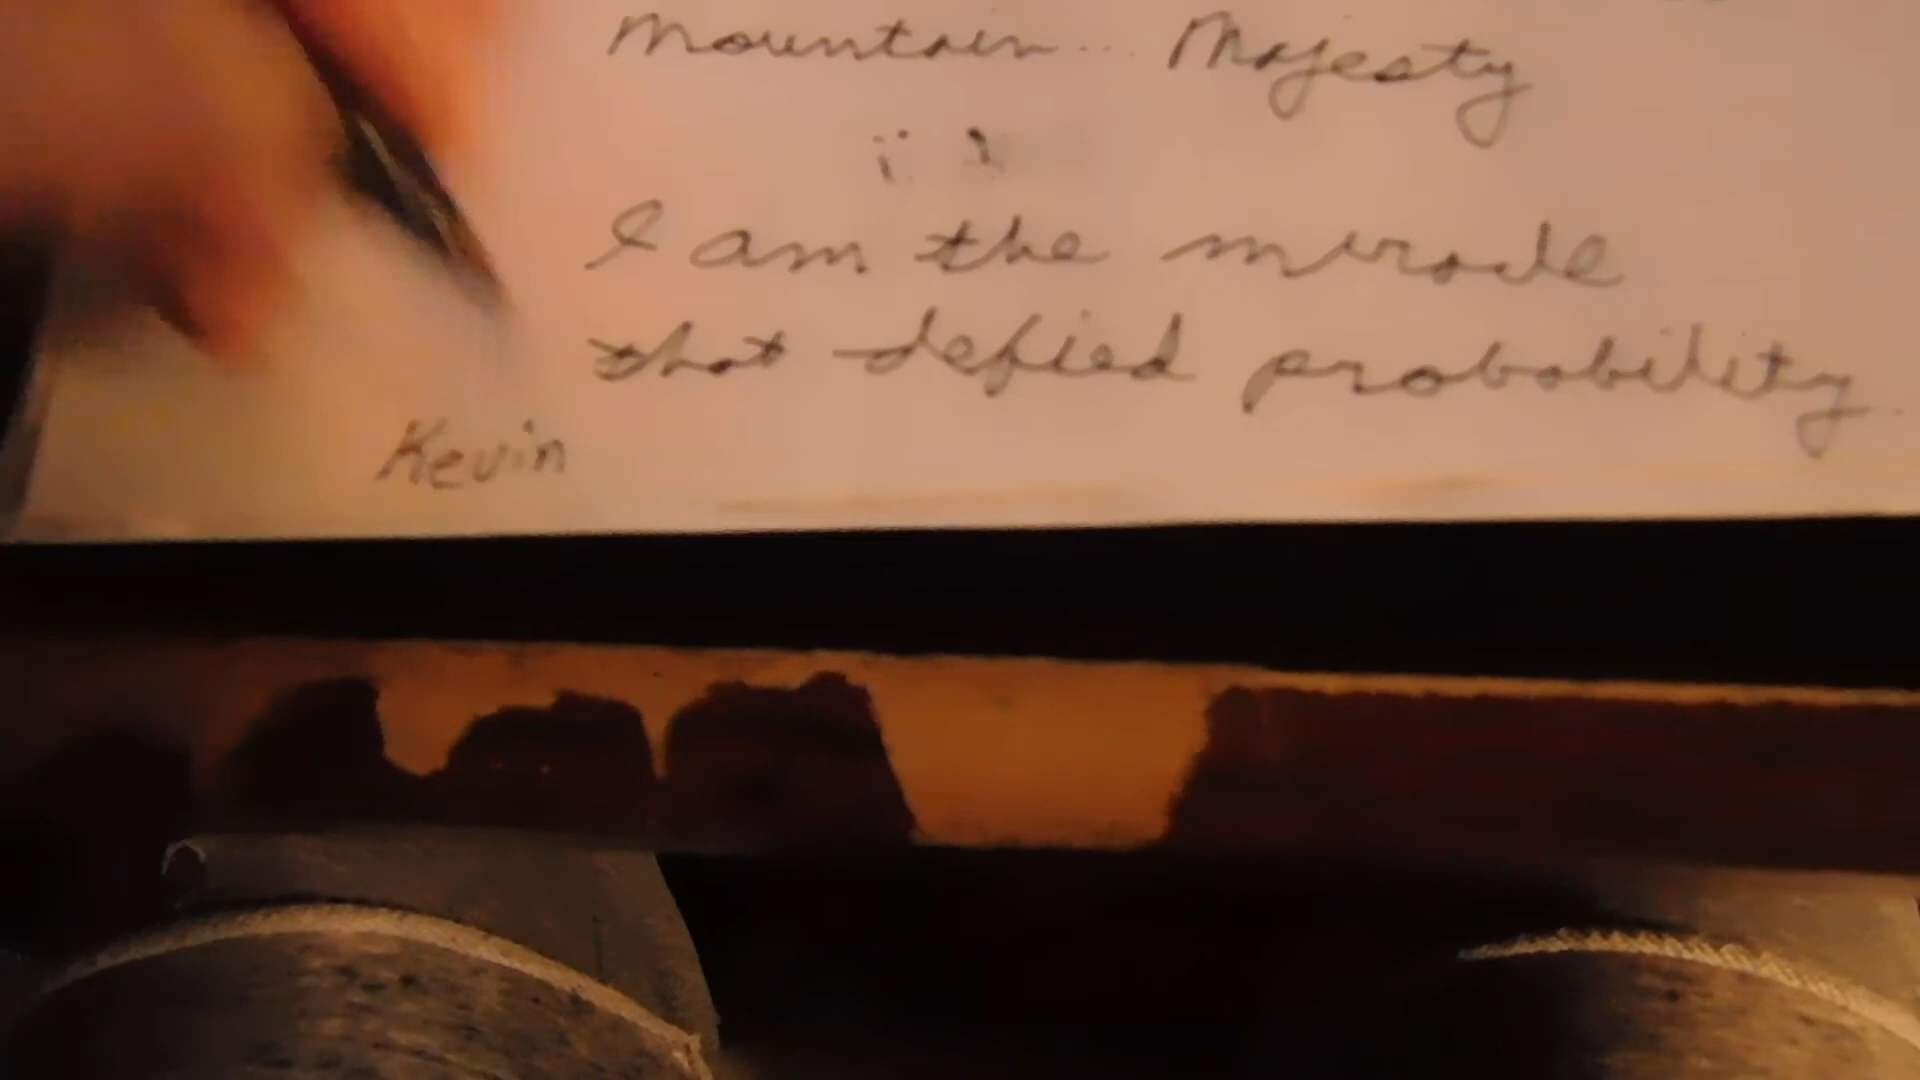 Mountain... Majesty
I am the miracle
that defied probability
Kevin